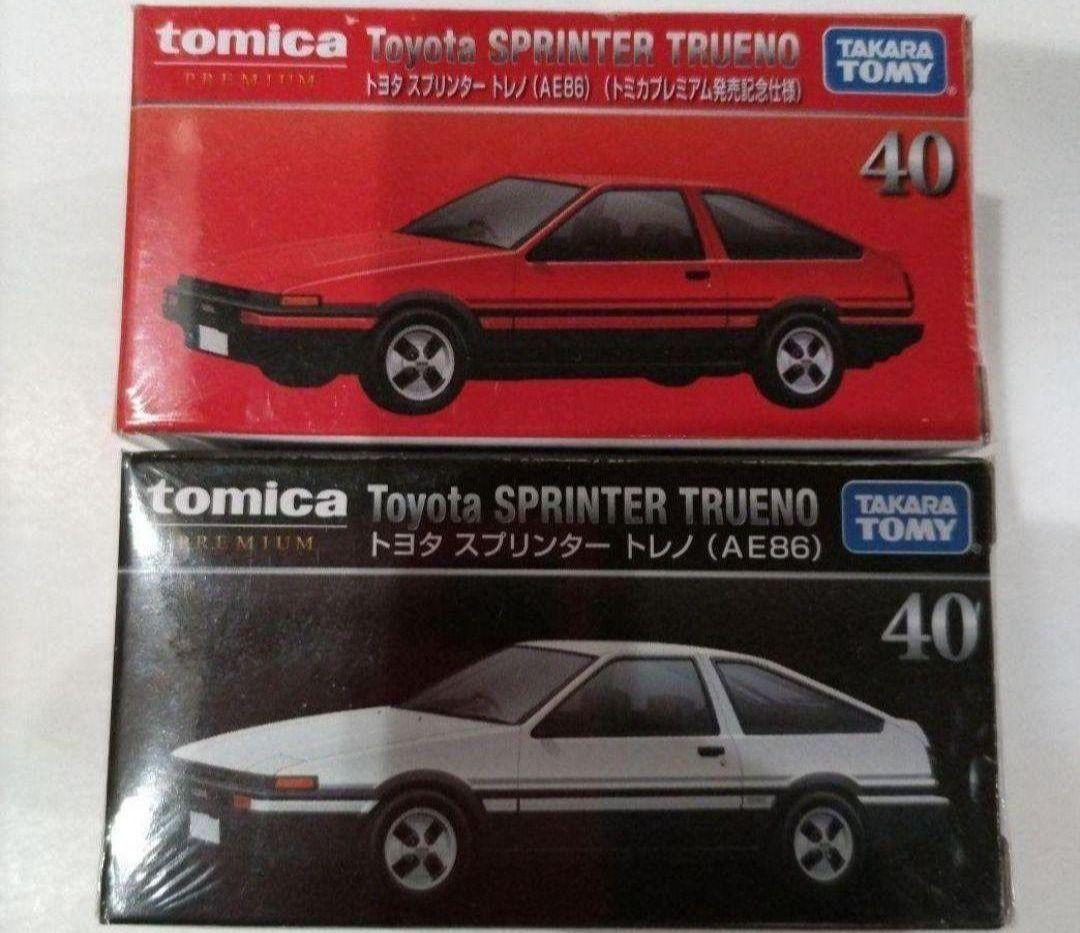 tomica
PREMIUM
Toyota SPRINTER TRUENO
トヨタ スプリンター トレノ (AE86) (トミカプレミアム発売記念仕様)
TAKARA
TOMY
40
tomica
PREMIUM
Toyota SPRINTER TRUENO
トヨタ スプリンター トレノ (AE86)
TAKARA
TOMY
40